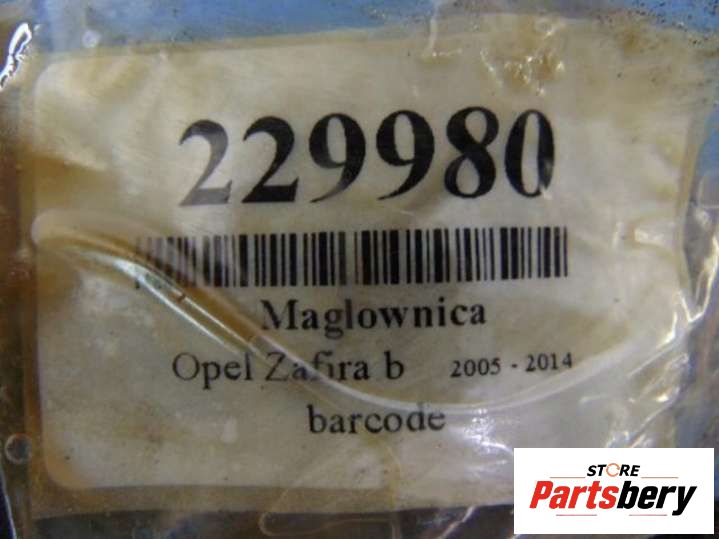 229980
Maglownica
Opel Zafira b 2005 - 2014
barcode
STORE
Partsbery